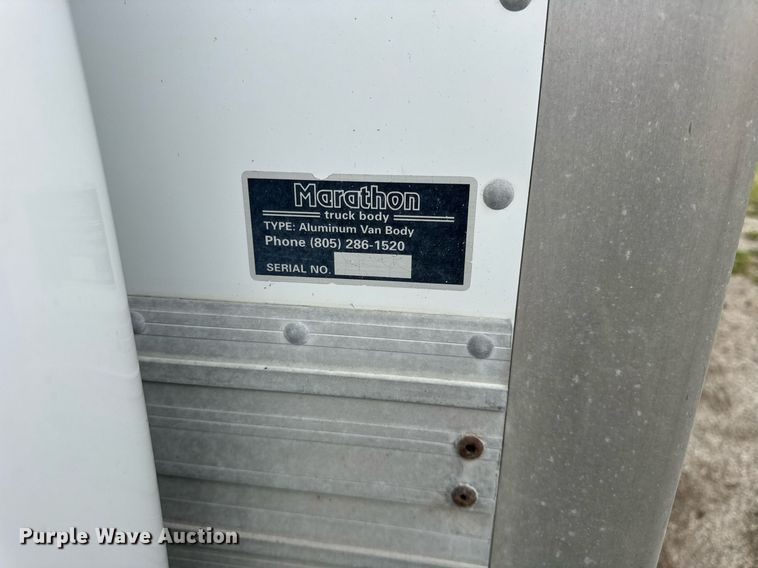 Marathon
truck body
TYPE: Aluminum Van Body
Phone (805) 286-1520
SERIAL NO.
Purple Wave Auction